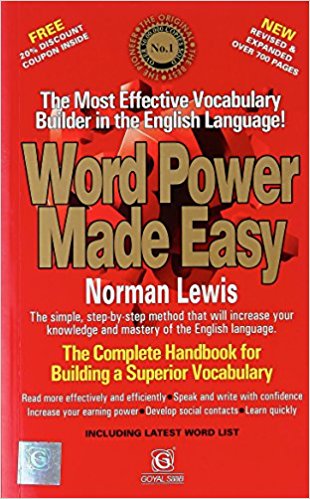 FREE
20% DISCOUNT
COUPON INSIDE
THE ORIGINAL
No.1
NEW
REVISED &
EXPANDED
OVER 700 PAGES
The Most Effective Vocabulary
Builder in the English Language!
Word Power
Made Easy
Norman Lewis
The simple, step-by-step method that will increase your
knowledge and mastery of the English language.
The Complete Handbook for
Building a Superior Vocabulary
Read more effectively and efficiently●Speak and write with confidence
Increase your earning power●Develop social contacts●Learn quickly
INCLUDING LATEST WORD LIST
G
GOYAL SaaB